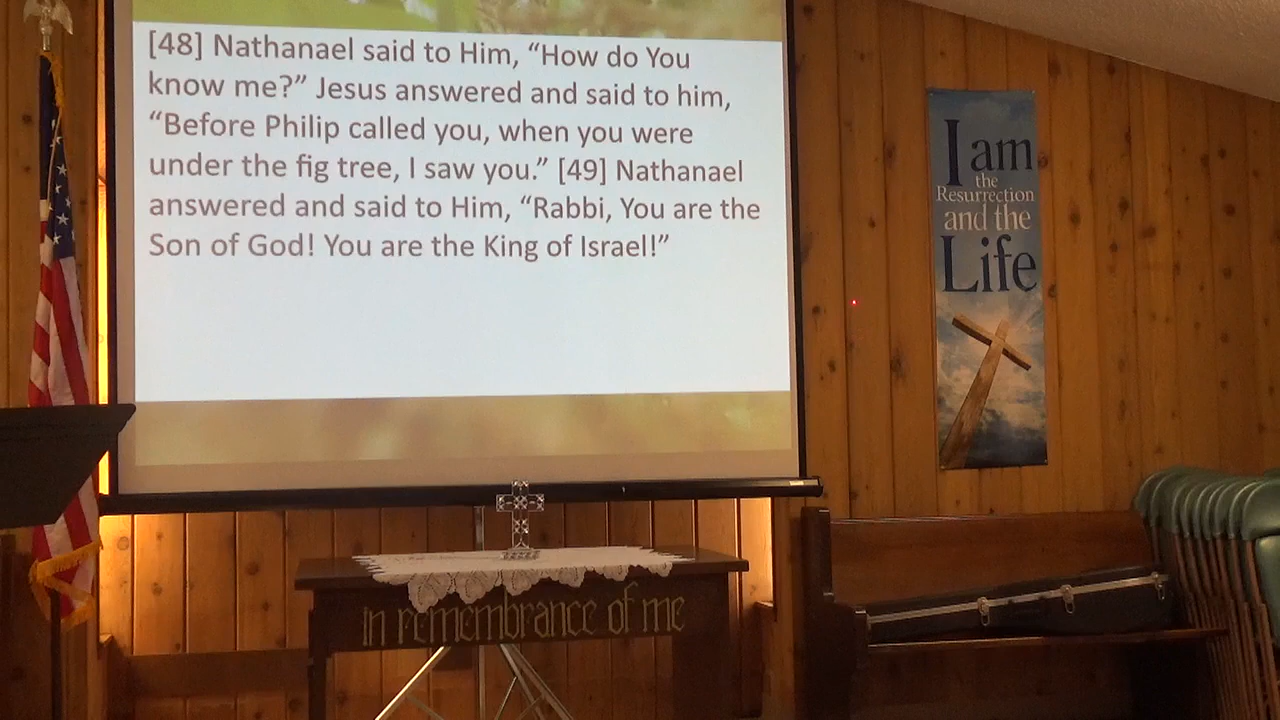 [48] Nathanael said to Him, “How do You
know me?” Jesus answered and said to him,
“Before Philip called you, when you were
under the fig tree, I saw you.” [49] Nathanael
answered and said to Him, “Rabbi, You are the
Son of God! You are the King of Israel!”
I am
the
Resurrection
and the
Life
in remembrance of me